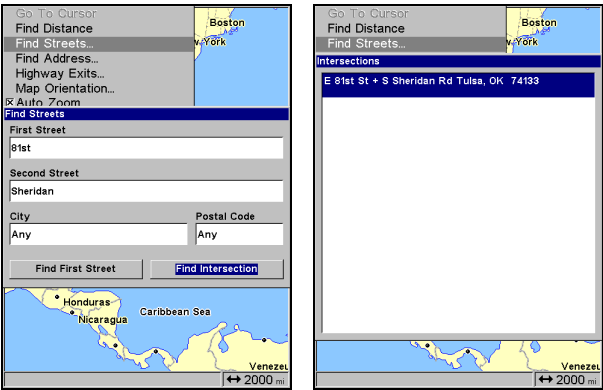 Go To Cursor
Find Distance
Find Streets...
Find Address...
Highway Exits...
Map Orientation...
Auto Zoom
Boston
York
Find Streets
First Street
81st
Second Street
Sheridan
City Postal Code
Any Any
Find First Street Find Intersection
Honduras
Nicaragua
Caribbean Sea
Venezu
2000 mi
Go To Cursor
Find Distance
Find Streets...
Boston
York
Intersections
E 81st St + S Sheridan Rd Tulsa, OK 74133
Venezu
2000 mi